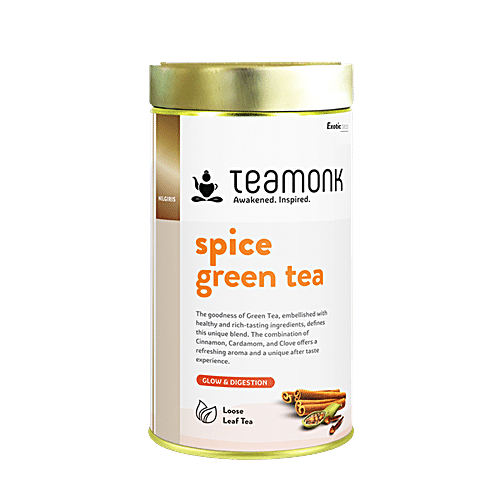 Exotic
NILGIRIS
TEAMONK
Awakened. Inspired.
spice
green tea
The goodness of Green Tea, embellished with
healthy and rich-tasting ingredients, defines
this unique blend. The combination of
Cinnamon, Cardamom, and Clove offers a
refreshing aroma and a unique after taste
experience.
GLOW & DIGESTION
Loose
Leaf Tea